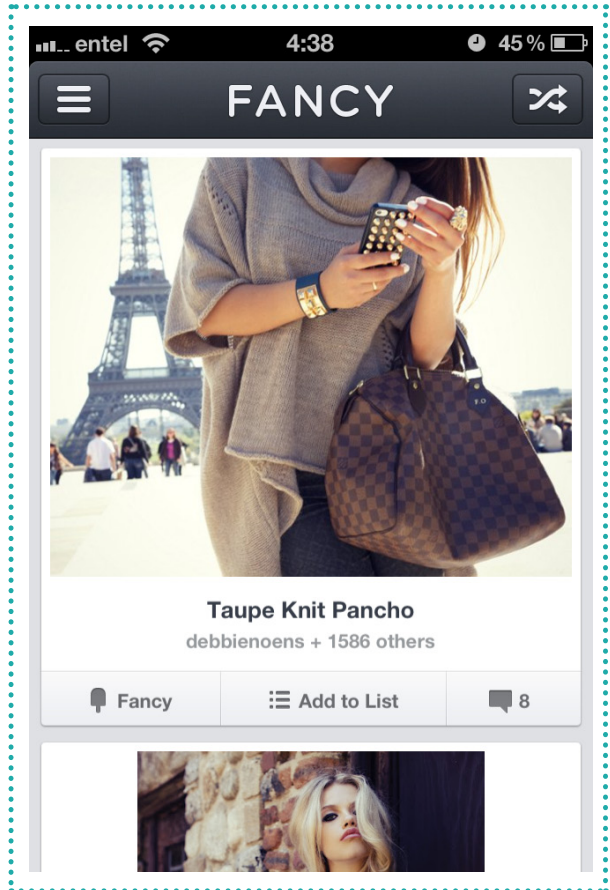 entel 4:38 45%
FANCY
F.O
Taupe Knit Pancho
debbienoens + 1586 others
Fancy Add to List 8